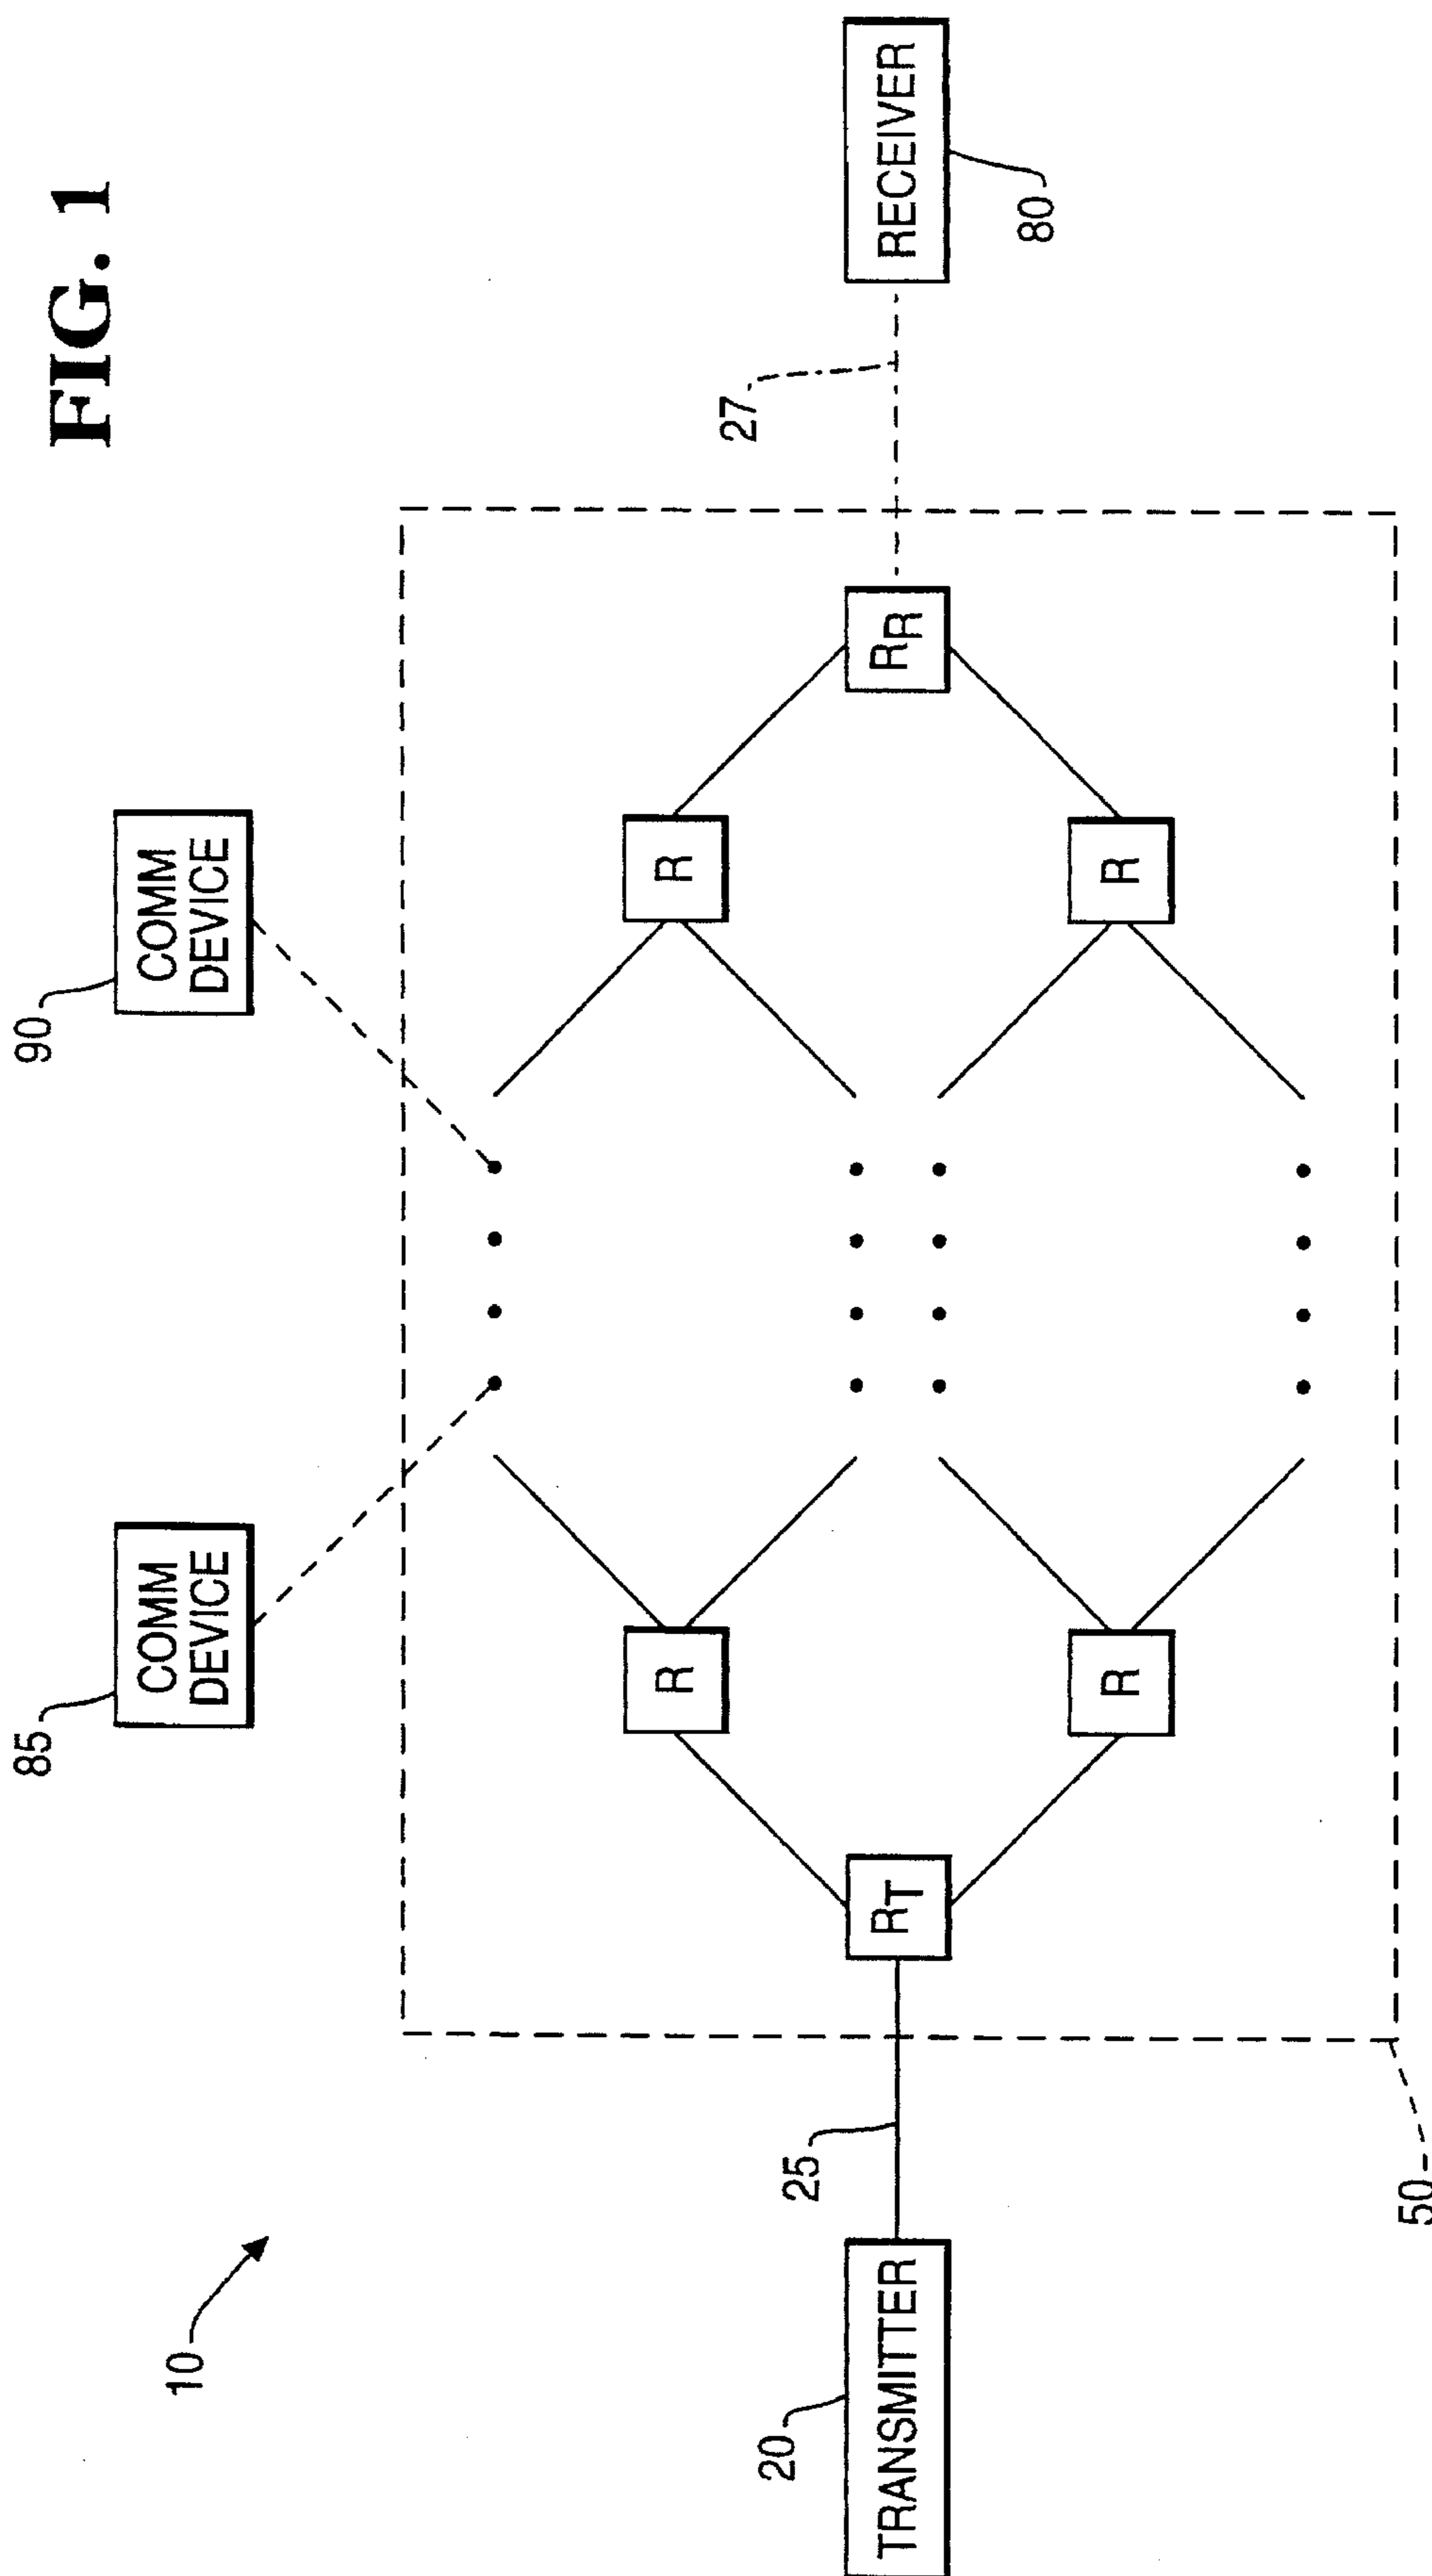 FIG. 1
10
85
COMM
DEVICE
90
COMM
DEVICE
20
TRANSMITTER
25
RT
R
R
R
R
RR
27
RECEIVER
80
50